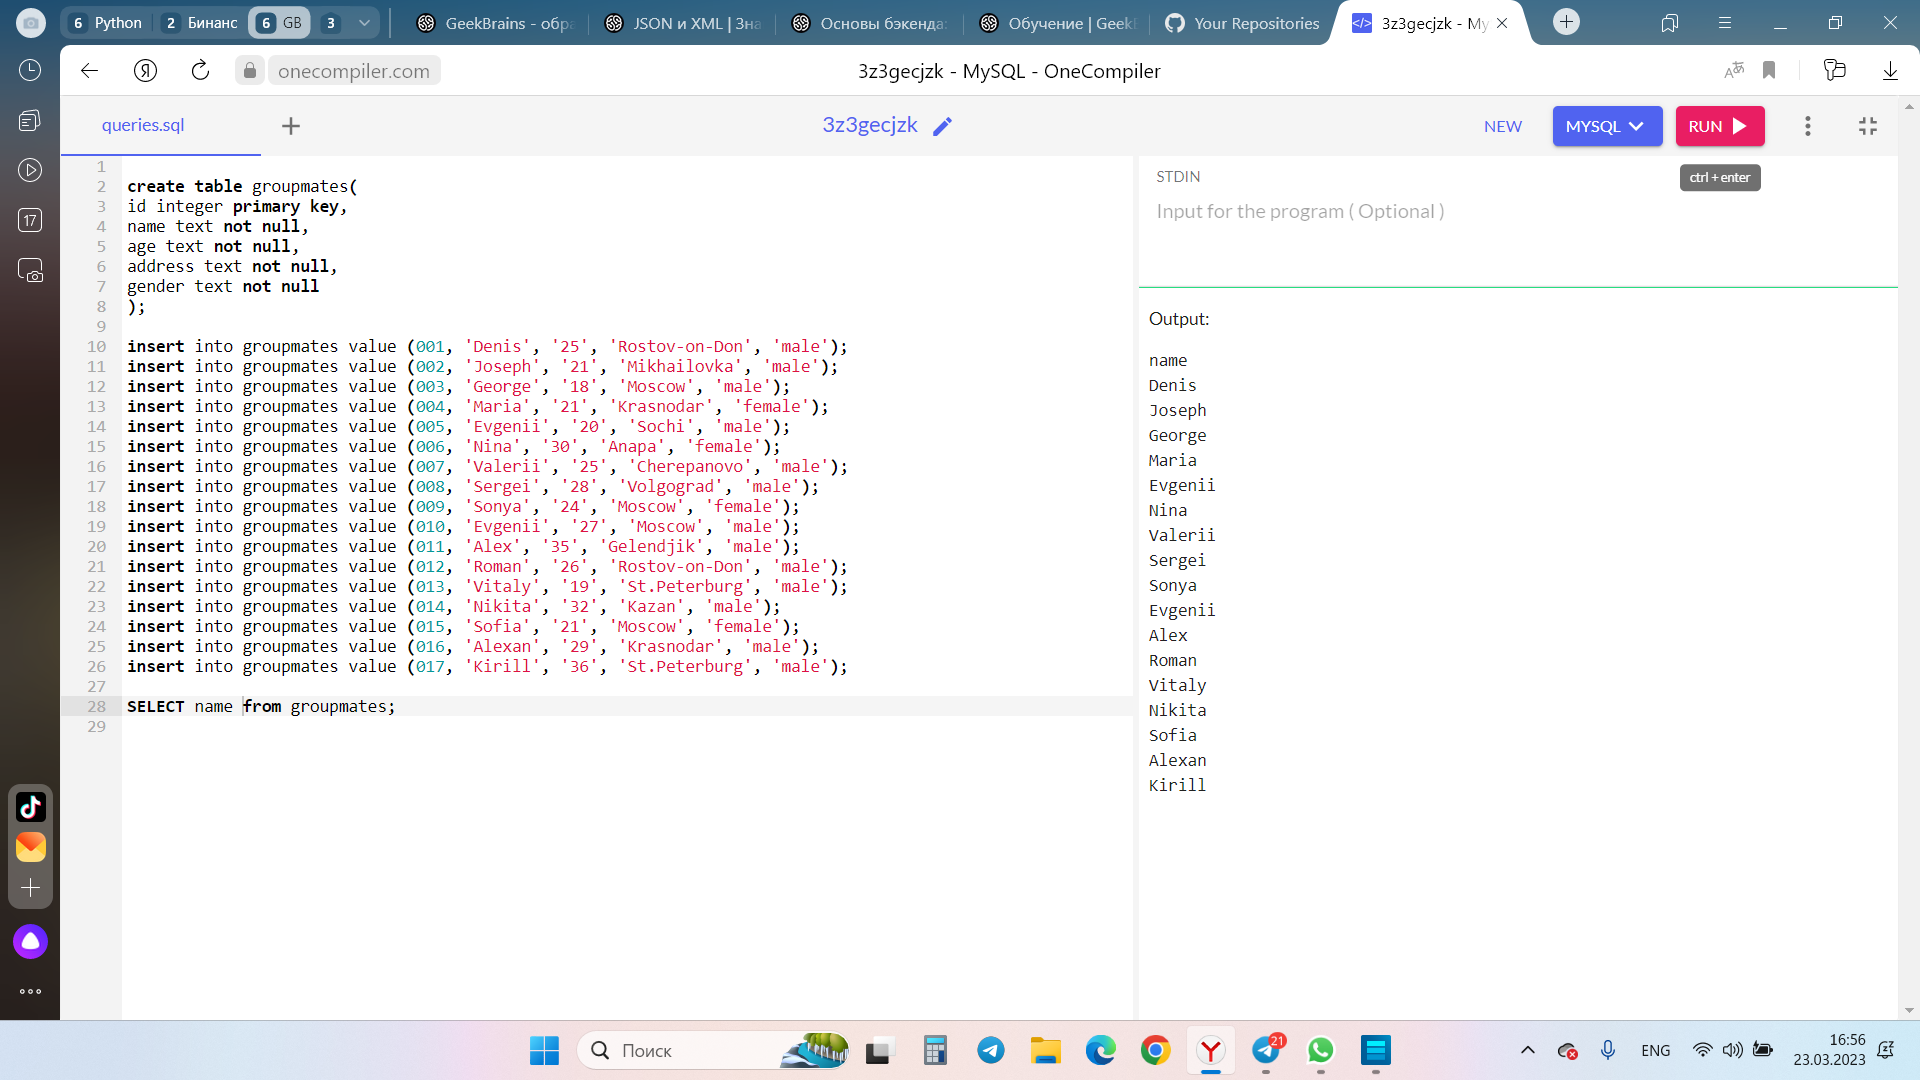 6 Python 2 Бинанс 6 GB 3 GeekBrains - обра JSON и XML | Зна Основы бэкенда: Обучение | GeekB Your Repositories 3z3gecjzk - My
onecompiler.com 3z3gecjzk - MySQL - OneCompiler
queries.sql + 3z3gecjzk NEW MYSQL RUN
ctrl + enter
17
1
2 create table groupmates(
3 id integer primary key,
4 name text not null,
5 age text not null,
6 address text not null,
7 gender text not null
8 );
9
10 insert into groupmates value (001, 'Denis', '25', 'Rostov-on-Don', 'male');
11 insert into groupmates value (002, 'Joseph', '21', 'Mikhailovka', 'male');
12 insert into groupmates value (003, 'George', '18', 'Moscow', 'male');
13 insert into groupmates value (004, 'Maria', '21', 'Krasnodar', 'female');
14 insert into groupmates value (005, 'Evgenii', '20', 'Sochi', 'male');
15 insert into groupmates value (006, 'Nina', '30', 'Anapa', 'female');
16 insert into groupmates value (007, 'Valerii', '25', 'Cherepanovo', 'male');
17 insert into groupmates value (008, 'Sergei', '28', 'Volgograd', 'male');
18 insert into groupmates value (009, 'Sonya', '24', 'Moscow', 'female');
19 insert into groupmates value (010, 'Evgenii', '27', 'Moscow', 'male');
20 insert into groupmates value (011, 'Alex', '35', 'Gelendjik', 'male');
21 insert into groupmates value (012, 'Roman', '26', 'Rostov-on-Don', 'male');
22 insert into groupmates value (013, 'Vitaly', '19', 'St.Peterburg', 'male');
23 insert into groupmates value (014, 'Nikita', '32', 'Kazan', 'male');
24 insert into groupmates value (015, 'Sofia', '21', 'Moscow', 'female');
25 insert into groupmates value (016, 'Alexan', '29', 'Krasnodar', 'male');
26 insert into groupmates value (017, 'Kirill', '36', 'St.Peterburg', 'male');
27
28 SELECT name from groupmates;
29
STDIN
Input for the program ( Optional )
Output:
name
Denis
Joseph
George
Maria
Evgenii
Nina
Valerii
Sergei
Sonya
Evgenii
Alex
Roman
Vitaly
Nikita
Sofia
Alexan
Kirill
Поиск 21 ENG 16:56
23.03.2023